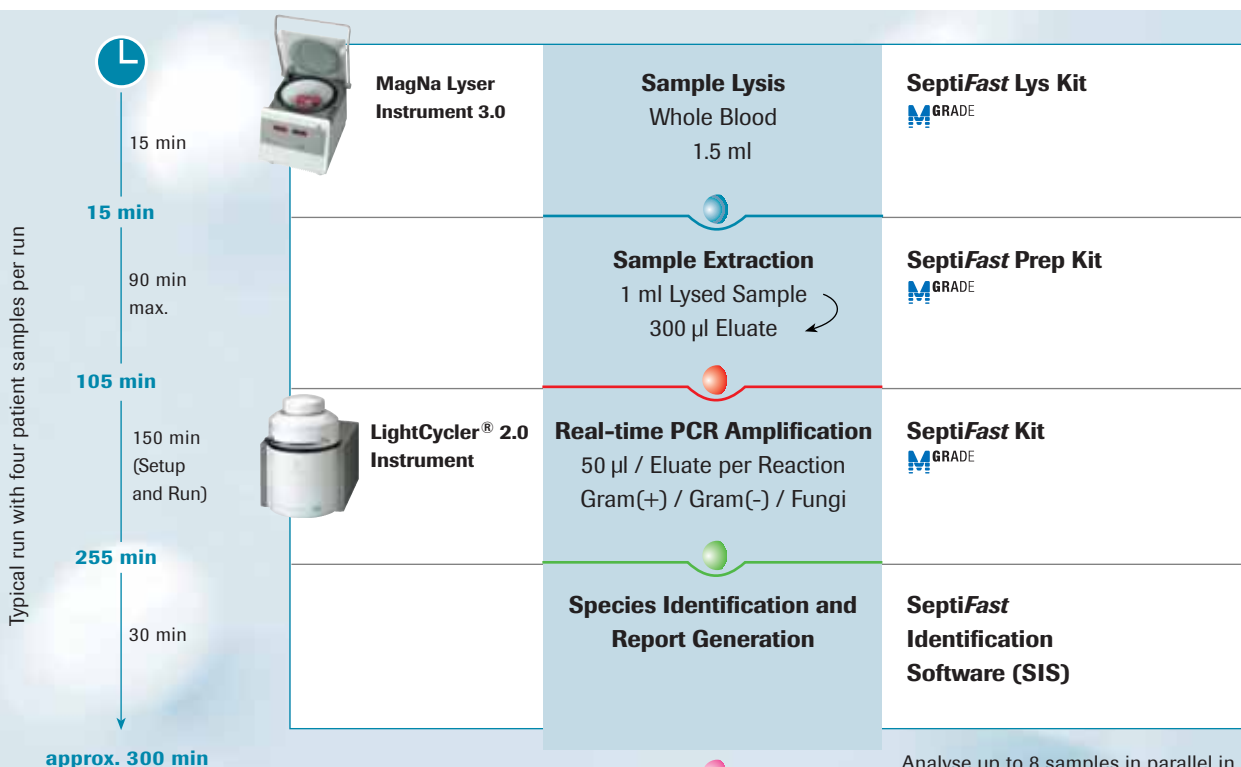 Typical run with four patient samples per run
15 min
15 min
90 min
max.
105 min
150 min
(Setup
and Run)
255 min
30 min
approx. 300 min
MagNa Lyser
Instrument 3.0
Sample Lysis
Whole Blood
1.5 ml
SeptiFast Lys Kit
MGRADE
Sample Extraction
1 ml Lysed Sample
300 µl Eluate
SeptiFast Prep Kit
MGRADE
LightCycler® 2.0
Instrument
Real-time PCR Amplification
50 µl / Eluate per Reaction
Gram(+) / Gram(-) / Fungi
SeptiFast Kit
MGRADE
Species Identification and
Report Generation
SeptiFast
Identification
Software (SIS)
Analyse up to 8 samples in parallel in